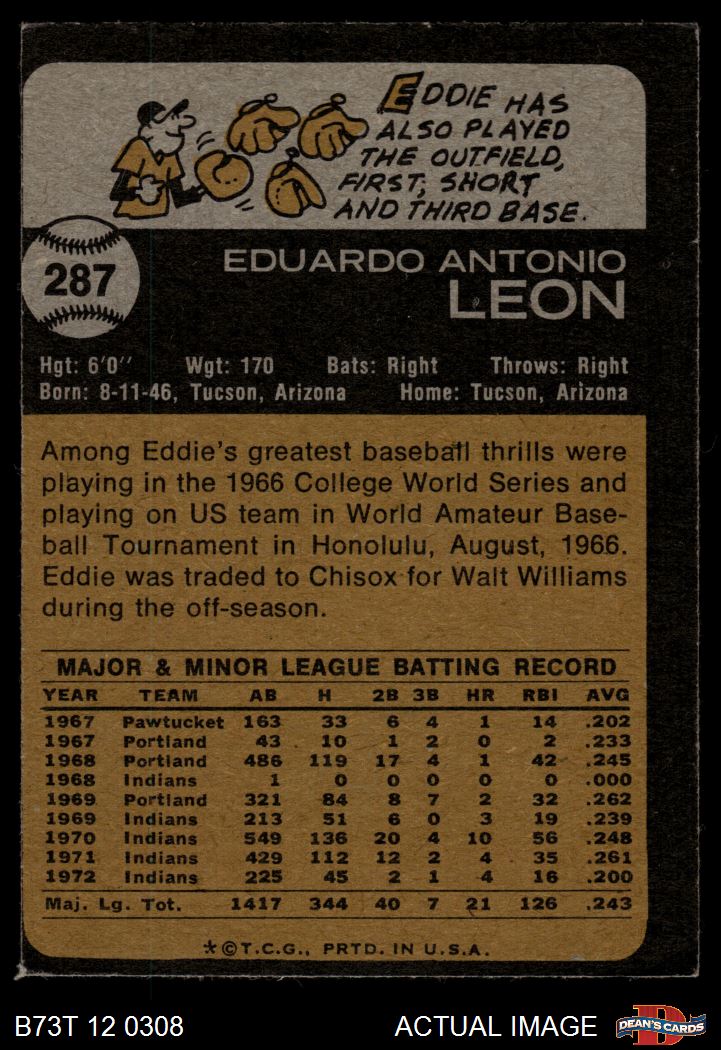 EDDIE HAS
ALSO PLAYED
THE OUTFIELD,
FIRST, SHORT
AND THIRD BASE.
287
EDUARDO ANTONIO
LEON
Hgt: 6'0" Wgt: 170 Bats: Right Throws: Right
Born: 8-11-46, Tucson, Arizona Home: Tucson, Arizona
Among Eddie's greatest baseball thrills were
playing in the 1966 College World Series and
playing on US team in World Amateur Base-
ball Tournament in Honolulu, August, 1966.
Eddie was traded to Chisox for Walt Williams
during the off-season.
MAJOR & MINOR LEAGUE BATTING RECORD
YEAR TEAM AB H 2B 3B HR RBI AVG
1967 Pawtucket 163 33 6 4 1 14 .202
1967 Portland 43 10 1 2 0 2 .233
1968 Portland 486 119 17 4 1 42 .245
1968 Indians 1 0 0 0 0 0 .000
1969 Portland 321 84 8 7 2 32 .262
1969 Indians 213 51 6 0 3 19 .239
1970 Indians 549 136 20 4 10 56 .248
1971 Indians 429 112 12 2 4 35 .261
1972 Indians 225 45 2 1 4 16 .200
Maj. Lg. Tot. 1417 344 40 7 21 126 .243
*©T.C.G., PRTD. IN U.S.A.
B73T 12 0308 ACTUAL IMAGE D DEAN'S CARDS